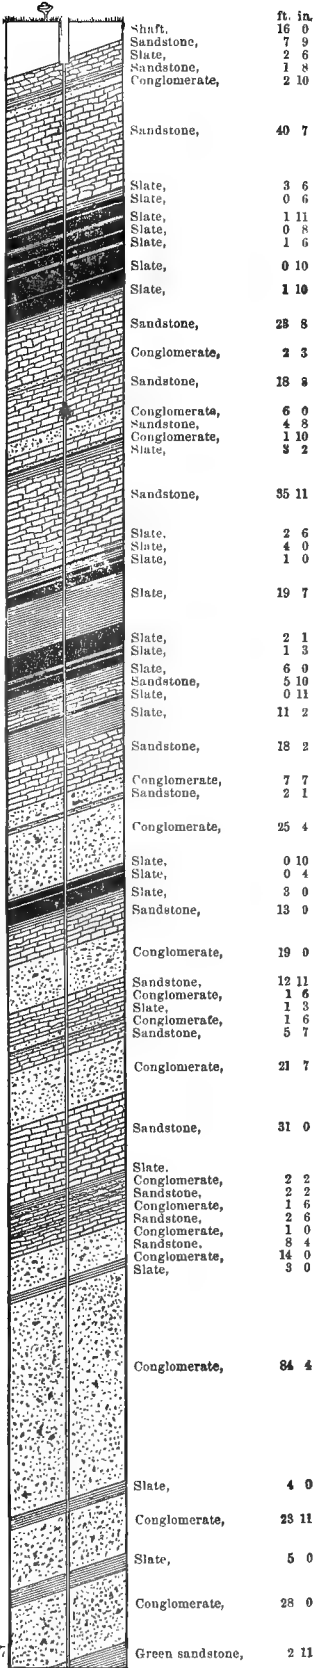 ft. in.
Shaft, 16 0
Sandstone, 7 9
Slate, 2 6
Sandstone, 1 8
Conglomerate, 2 10
Sandstone, 40 7
Slate, 3 6
Slate, 0 6
Slate, 1 11
Slate, 0 8
Slate, 1 6
Slate, 0 10
Slate, 1 10
Sandstone, 28 8
Conglomerate, 2 3
Sandstone, 18 8
Conglomerate, 6 0
Sandstone, 4 8
Conglomerate, 1 10
Slate, 3 2
Sandstone, 35 11
Slate. 2 6
Slate, 4 0
Slate, 1 0
Slate, 19 7
Slate, 2 1
Slate, 1 3
Slate, 6 0
Sandstone, 5 10
Slate, 0 11
Slate, 11 2
Sandstone, 18 2
Conglomerate, 7 7
Sandstone, 2 1
Conglomerate, 25 4
Slate, 0 10
Slate, 0 4
Slate, 3 0
Sandstone, 13 0
Conglomerate, 19 0
Sandstone, 12 11
Conglomerate, 1 6
Slate, 1 3
Conglomerate, 1 6
Sandstone, 5 7
Conglomerate, 21 7
Sandstone, 31 0
Slate.
Conglomerate, 2 2
Sandstone, 2 2
Conglomerate, 1 6
Sandstone, 2 6
Conglomerate, 1 0
Sandstone. 8 4
Conglomerate, 14 0
Slate, 3 0
Conglomerate, 84 4
Slate, 4 0
Conglomerate, 23 11
Slate, 5 0
Conglomerate, 28 0
Green sandstone, 2 11